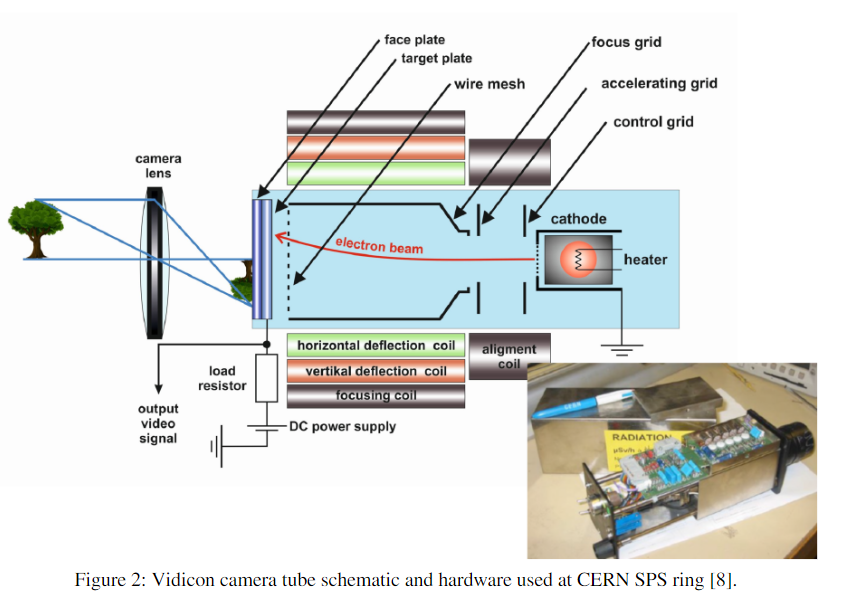 face plate
target plate
wire mesh
focus grid
accelerating grid
control grid
camera
lens
cathode
electron beam
heater
horizontal deflection coil
vertikal deflection coil
focusing coil
aligment
coil
load
resistor
output
video
signal
DC power supply
RADIATION
Figure 2: Vidicon camera tube schematic and hardware used at CERN SPS ring [8].